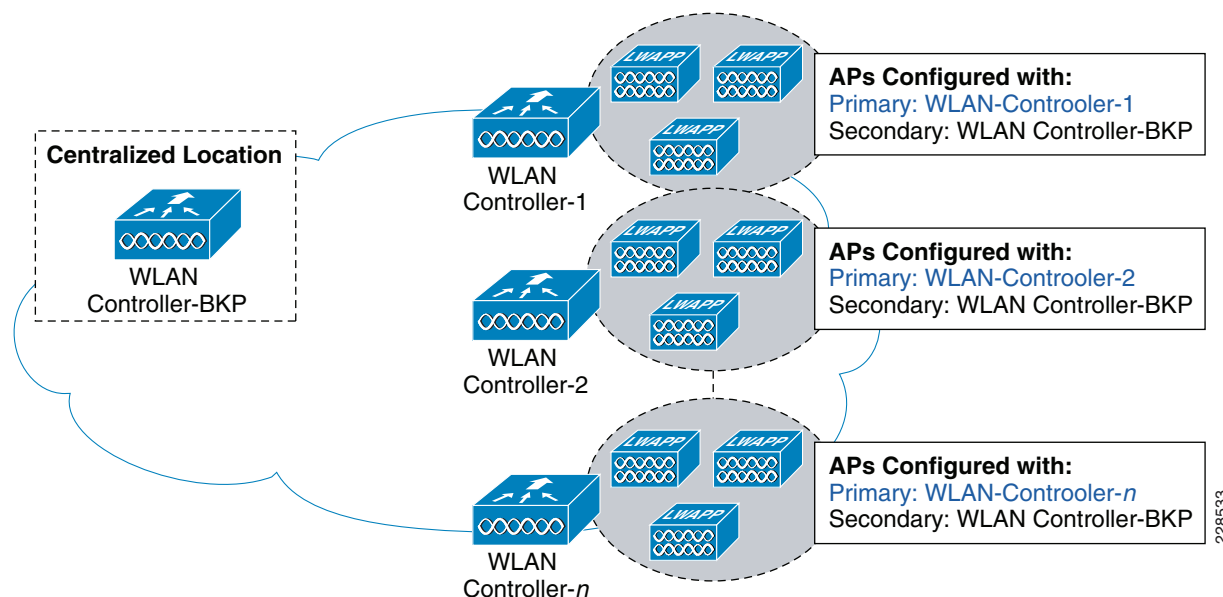 Centralized Location
WLAN
Controller-BKP
LWAPP
LWAPP
LWAPP
WLAN
Controller-1
APs Configured with:
Primary: WLAN-Controoler-1
Secondary: WLAN Controller-BKP
LWAPP
LWAPP
LWAPP
WLAN
Controller-2
APs Configured with:
Primary: WLAN-Controoler-2
Secondary: WLAN Controller-BKP
LWAPP
LWAPP
LWAPP
WLAN
Controller-n
APs Configured with:
Primary: WLAN-Controoler-n
Secondary: WLAN Controller-BKP
228533